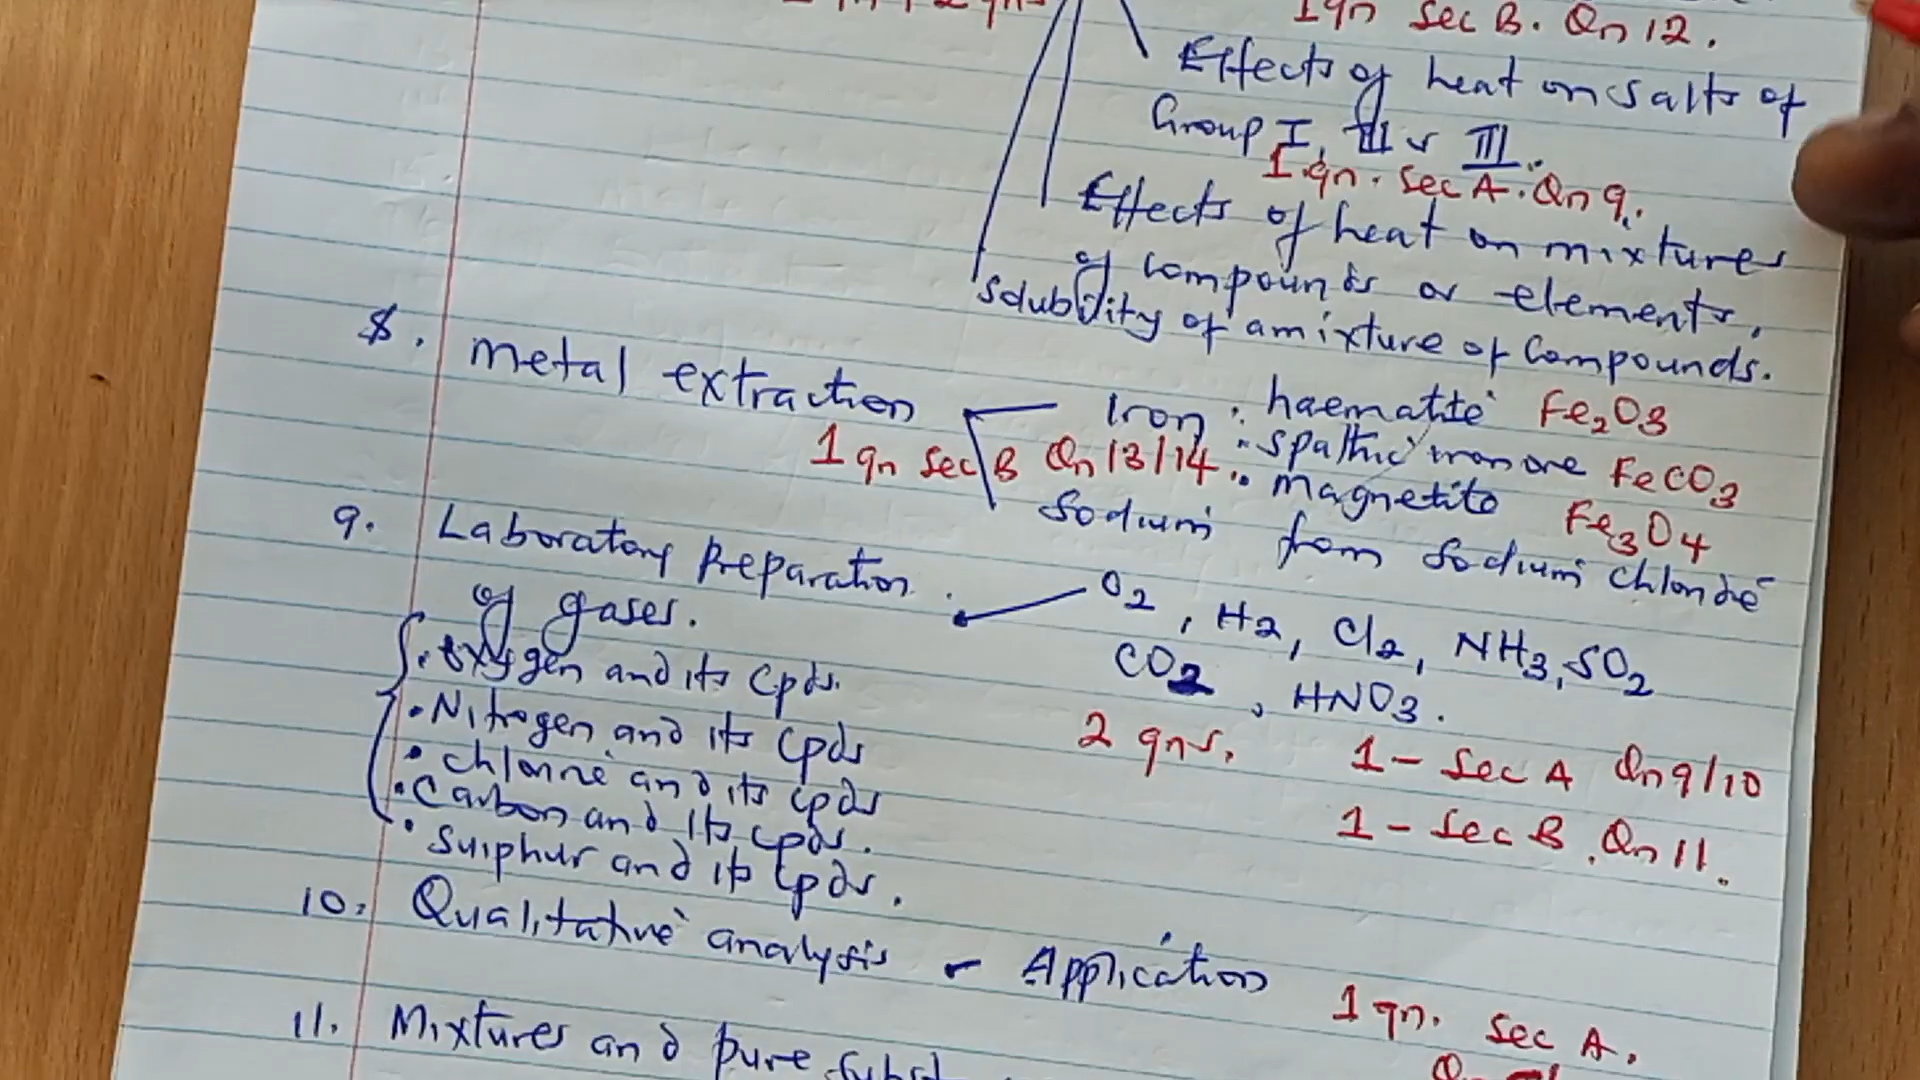 1qn Sec B. Qn 12.
Effects of heat on salts of
Group I, II & III.
1 qn. Sec A. Qn 9.
Effects of heat on mixtures
of compounds or elements.
Solubility of a mixture of Compounds.
8. Metal extraction
Iron : haematite Fe2O3
1 qn Sec B Qn 13/14
: spathic iron ore FeCO3
: magnetite Fe3O4
Sodium from Sodium Chloride
9. Laboratory Preparation
of gases.
O2, H2, Cl2, NH3, SO2
CO2, HNO3.
• Oxygen and its Cpds.
• Nitrogen and its Cpds
• Chlorine and its Cpds
• Carbon and its Cpds.
• Sulphur and its Cpds.
2 qns. 1 - Sec A Qn 9/10
1 - Sec B. Qn 11.
10. Qualitative analysis - Application
1 qn. Sec A.
11. Mixtures and pure